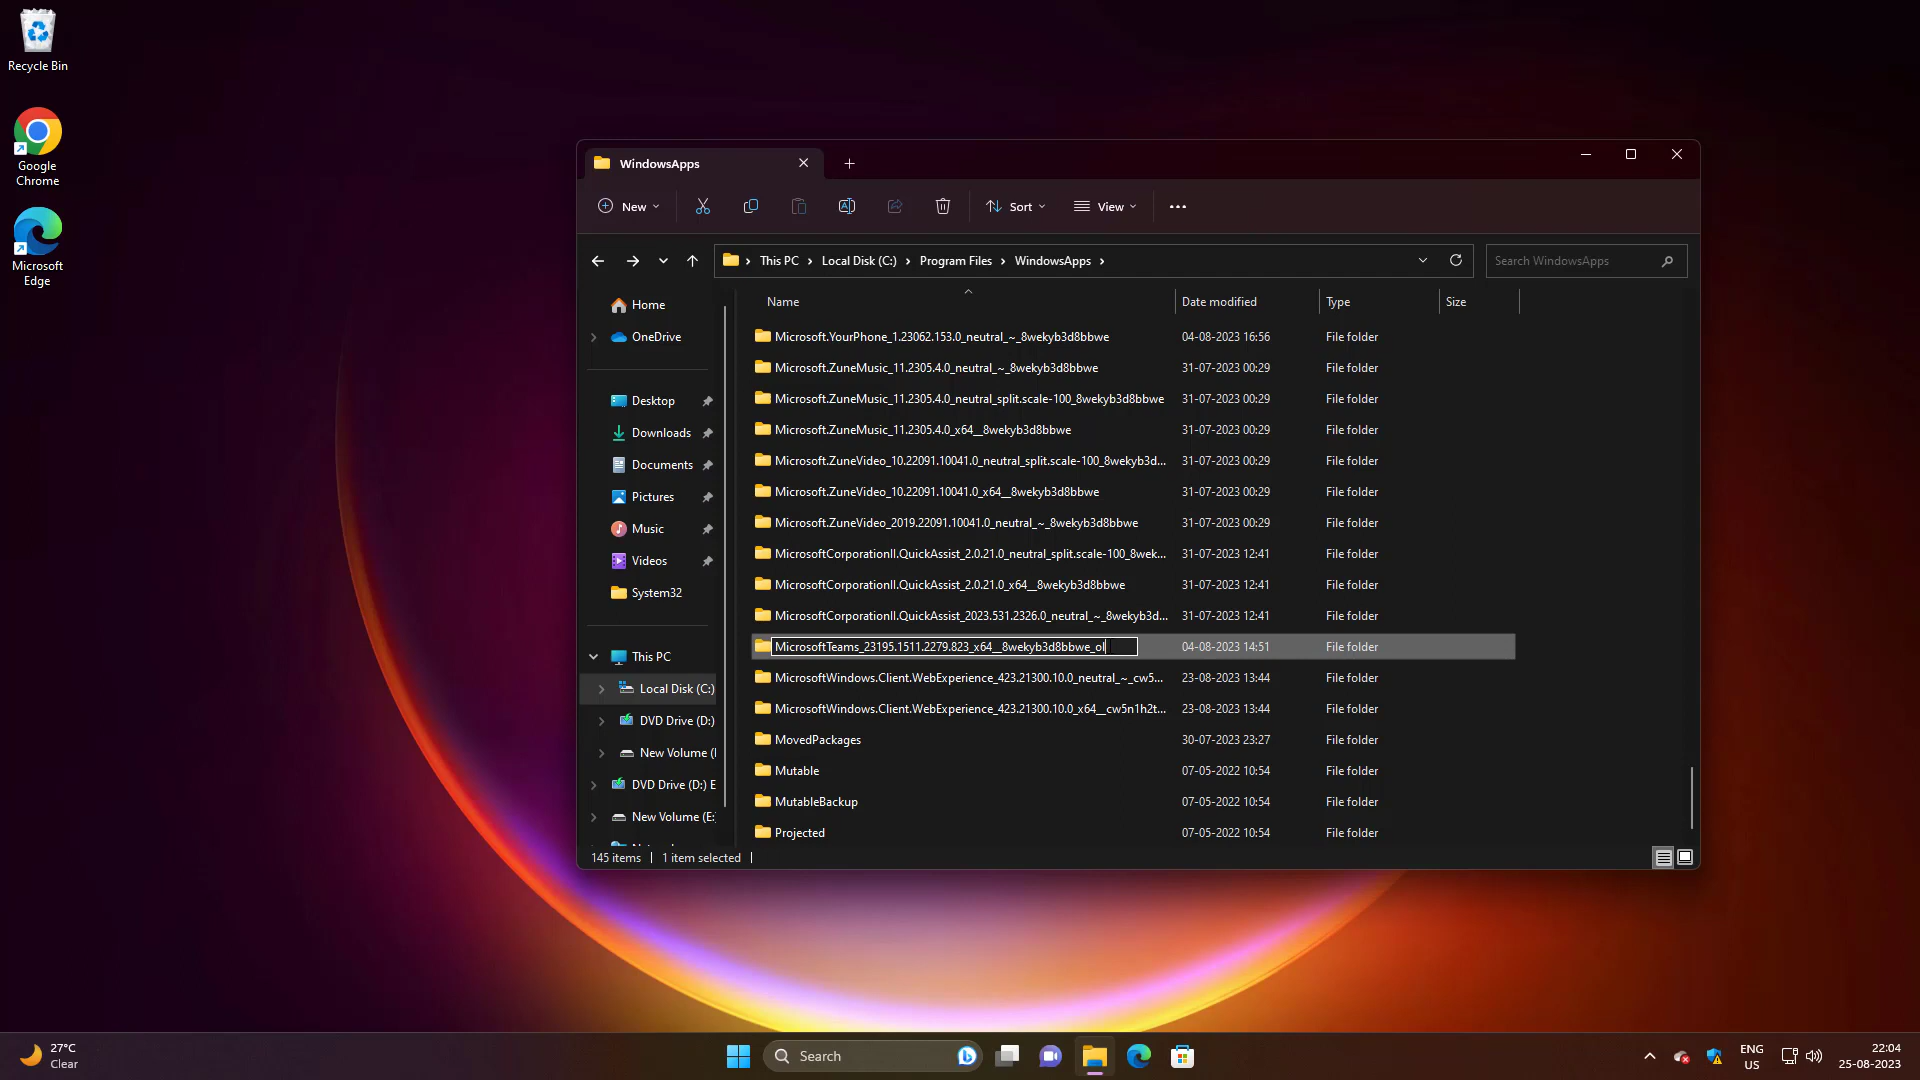 Recycle Bin
Google
Chrome
Microsoft
Edge
WindowsApps
New
Sort
View
This PC
Local Disk (C:)
Program Files
WindowsApps
Search WindowsApps
Name
Date modified
Type
Size
Home
OneDrive
Desktop
Downloads
Documents
Pictures
Music
Videos
System32
This PC
Local Disk (C:)
DVD Drive (D:)
New Volume (
DVD Drive (D:) E
New Volume (E:
Microsoft.YourPhone_1.23062.153.0_neutral_~_8wekyb3d8bbwe 04-08-2023 16:56 File folder
Microsoft.ZuneMusic_11.2305.4.0_neutral_~_8wekyb3d8bbwe 31-07-2023 00:29 File folder
Microsoft.ZuneMusic_11.2305.4.0_neutral_split.scale-100_8wekyb3d8bbwe 31-07-2023 00:29 File folder
Microsoft.ZuneMusic_11.2305.4.0_x64__8wekyb3d8bbwe 31-07-2023 00:29 File folder
Microsoft.ZuneVideo_10.22091.10041.0_neutral_split.scale-100_8wekyb3d... 31-07-2023 00:29 File folder
Microsoft.ZuneVideo_10.22091.10041.0_x64__8wekyb3d8bbwe 31-07-2023 00:29 File folder
Microsoft.ZuneVideo_2019.22091.10041.0_neutral_~_8wekyb3d8bbwe 31-07-2023 00:29 File folder
MicrosoftCorporationII.QuickAssist_2.0.21.0_neutral_split.scale-100_8wek... 31-07-2023 12:41 File folder
MicrosoftCorporationII.QuickAssist_2.0.21.0_x64__8wekyb3d8bbwe 31-07-2023 12:41 File folder
MicrosoftCorporationII.QuickAssist_2023.531.2326.0_neutral_~_8wekyb3d... 31-07-2023 12:41 File folder
MicrosoftTeams_23195.1511.2279.823_x64__8wekyb3d8bbwe_ol 04-08-2023 14:51 File folder
MicrosoftWindows.Client.WebExperience_423.21300.10.0_neutral_~_cw5... 23-08-2023 13:44 File folder
MicrosoftWindows.Client.WebExperience_423.21300.10.0_x64__cw5n1h2t... 23-08-2023 13:44 File folder
MovedPackages 30-07-2023 23:27 File folder
Mutable 07-05-2022 10:54 File folder
MutableBackup 07-05-2022 10:54 File folder
Projected 07-05-2022 10:54 File folder
145 items
1 item selected
27°C
Clear
Search
ENG
US
22:04
25-08-2023